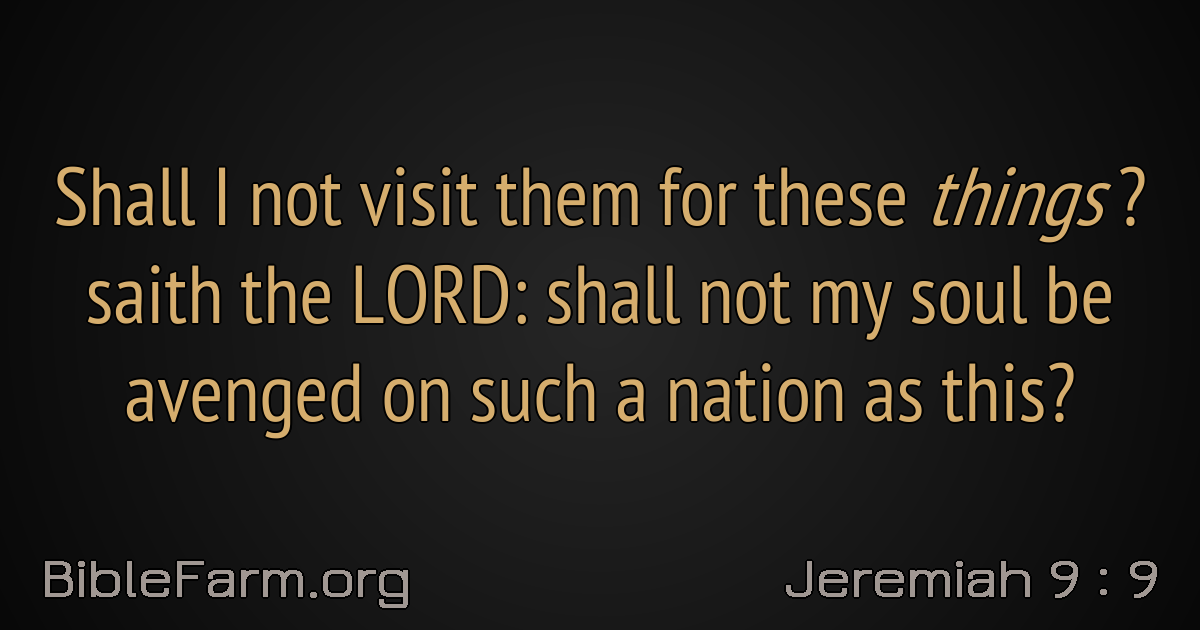 Shall I not visit them for these things?
saith the LORD: shall not my soul be
avenged on such a nation as this?
BibleFarm.org
Jeremiah 9 : 9